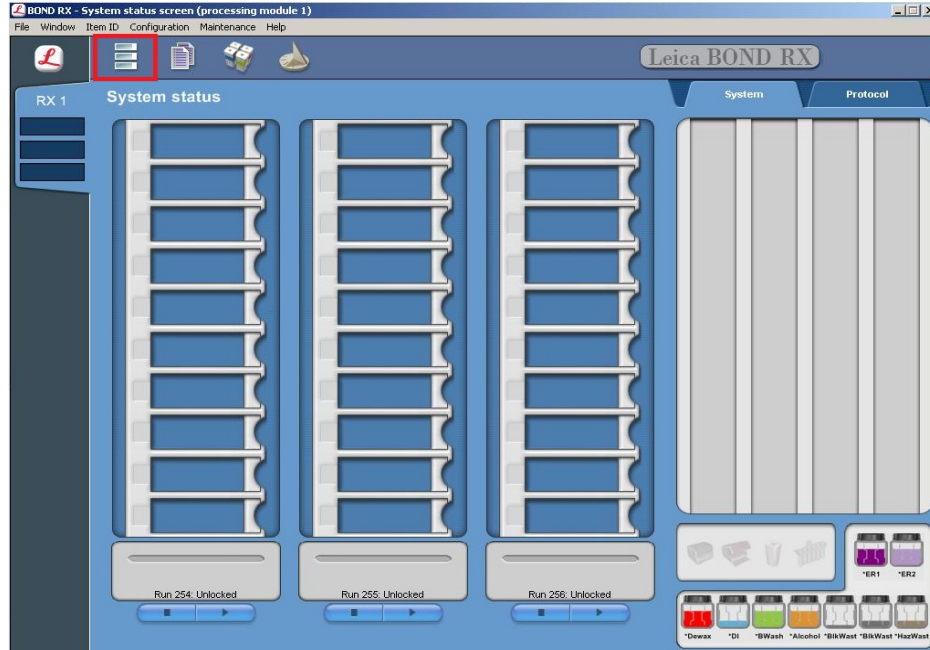 BOND RX - System status screen (processing module 1)
File Window Item ID Configuration Maintenance Help
Leica BOND RX
RX 1
System status
System
Protocol
Run 254: Unlocked
Run 255: Unlocked
Run 256: Unlocked
*ER1 *ER2
*Dewax *DI *BWash *Alcohol *BlkWast *BlkWast *HazWast